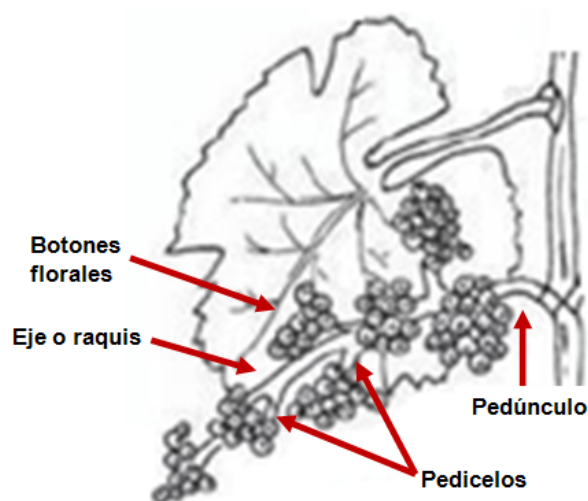 Botones
florales
Eje o raquis
Pedúnculo
Pedicelos